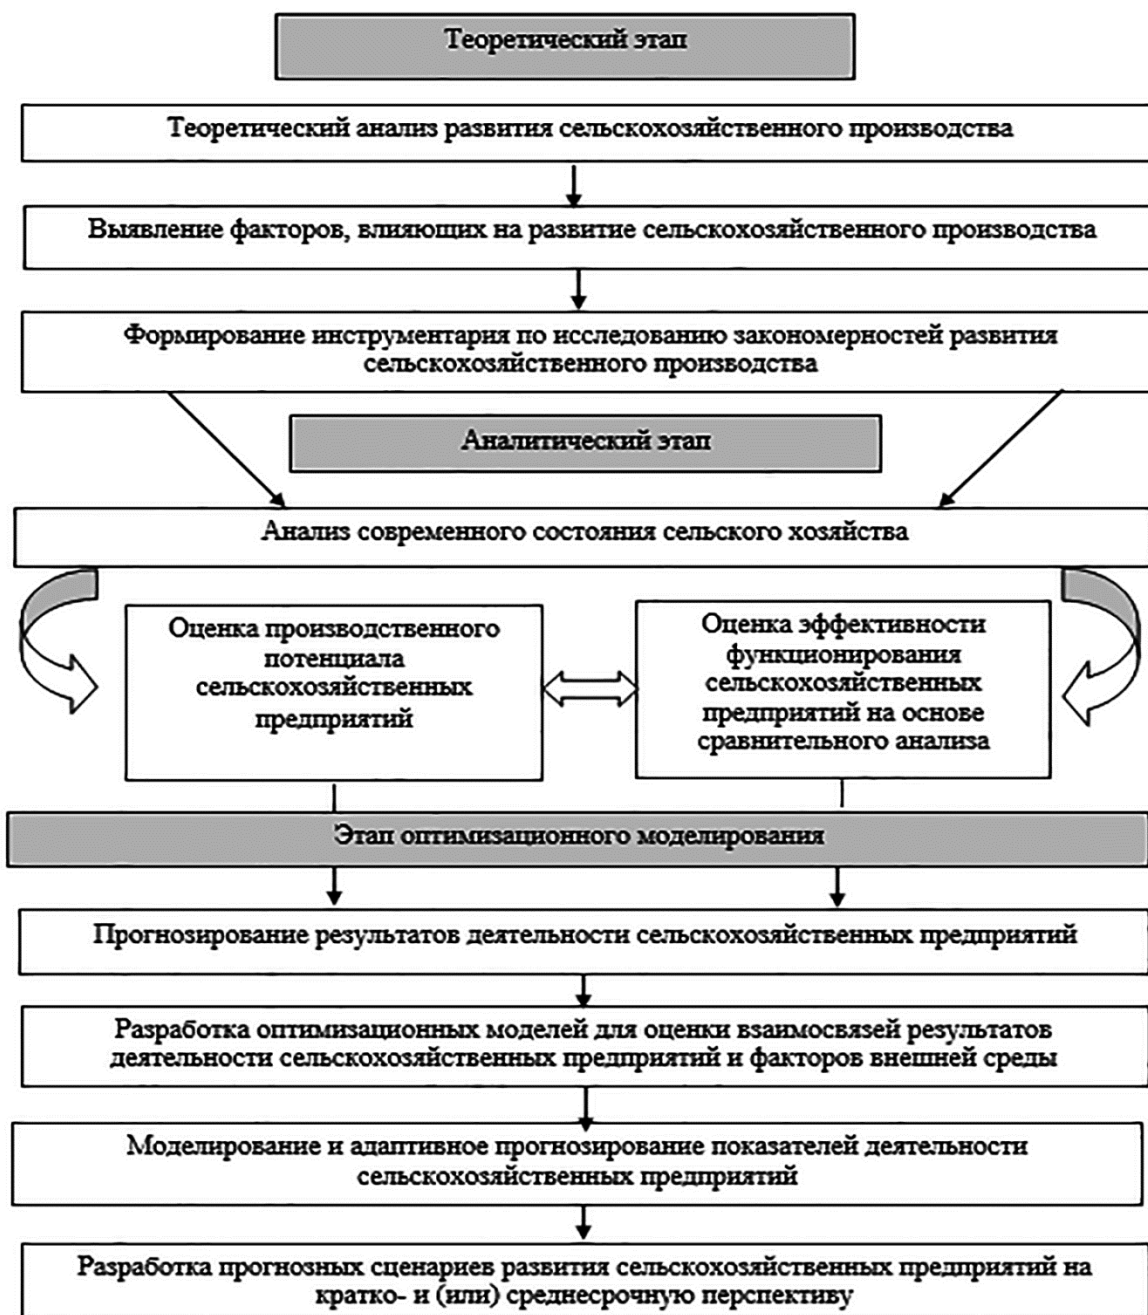 Теоретический этап
Теоретический анализ развития сельскохозяйственного производства
Выявление факторов, влияющих на развитие сельскохозяйственного производства
Формирование инструментария по исследованию закономерностей развития
сельскохозяйственного производства
Аналитический этап
Анализ современного состояния сельского хозяйства
Оценка производственного
потенциала
сельскохозяйственных
предприятий
Оценка эффективности
функционирования
сельскохозяйственных
предприятий на основе
сравнительного анализа
Этап оптимизационного моделирования
Прогнозирование результатов деятельности сельскохозяйственных предприятий
Разработка оптимизационных моделей для оценки взаимосвязей результатов
деятельности сельскохозяйственных предприятий и факторов внешней среды
Моделирование и адаптивное прогнозирование показателей деятельности
сельскохозяйственных предприятий
Разработка прогнозных сценариев развития сельскохозяйственных предприятий на
кратко- и (или) среднесрочную перспективу